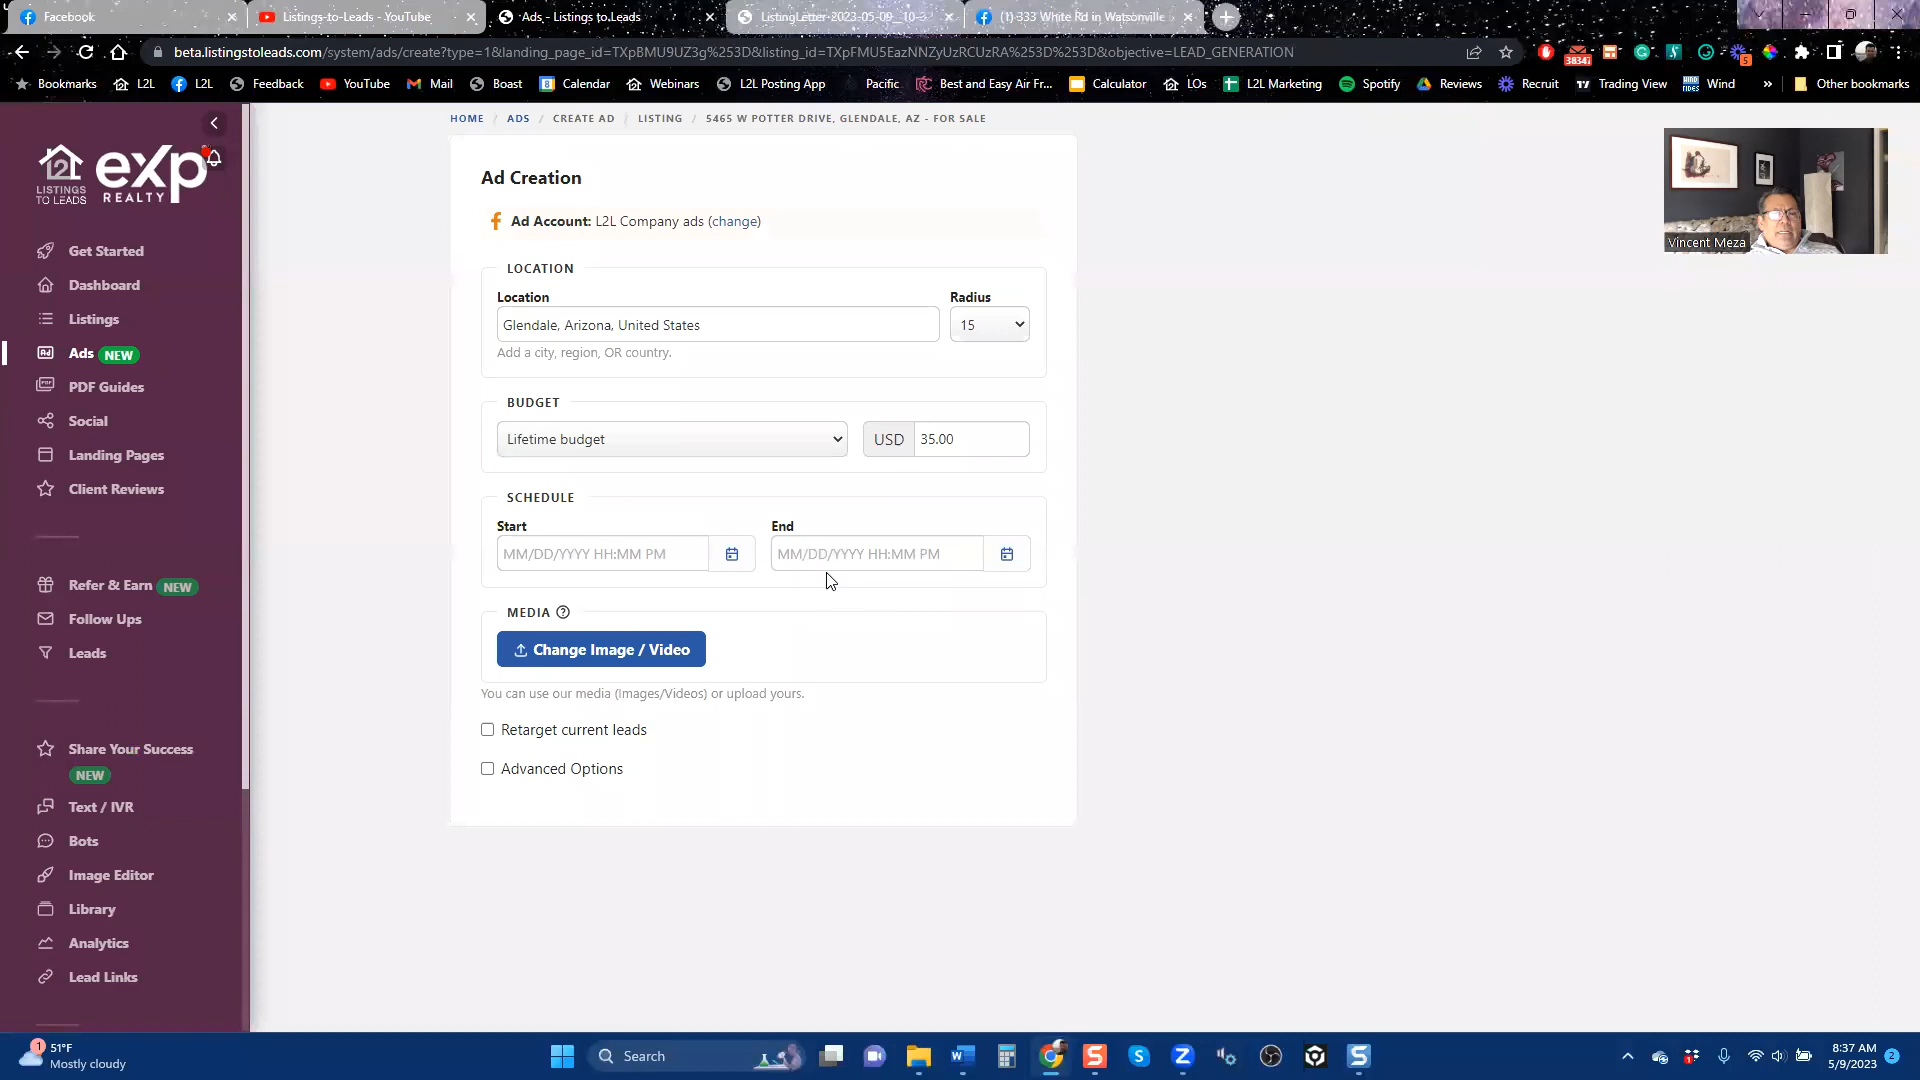 Facebook
Listings-to-Leads - YouTube
Ads - Listings to Leads
ListingLetter-2023-05-09_10-3
(1) 333 White Rd in Watsonville
beta.listingstoleads.com/system/ads/create?type=1&landing_page_id=TXpBMU9UZ3g%253D&listing_id=TXpFMU5EazNNZyUzRCUzRA%253D%253D&objective=LEAD_GENERATION
38347
5
Bookmarks
L2L
L2L
Feedback
YouTube
Mail
Boast
Calendar
Webinars
L2L Posting App
Pacific
Best and Easy Air Fr...
Calculator
LOs
L2L Marketing
Spotify
Reviews
Recruit
Trading View
Wind
»
Other bookmarks
L2L
LISTINGS
TO LEADS
eXp
REALTY
Get Started
Dashboard
Listings
Ads NEW
PDF Guides
Social
Landing Pages
Client Reviews
Refer & Earn NEW
Follow Ups
Leads
Share Your Success
NEW
Text / IVR
Bots
Image Editor
Library
Analytics
Lead Links
HOME / ADS / CREATE AD / LISTING / 5465 W POTTER DRIVE, GLENDALE, AZ - FOR SALE
Ad Creation
Ad Account: L2L Company ads (change)
LOCATION
Location
Radius
Glendale, Arizona, United States
15
Add a city, region, OR country.
BUDGET
Lifetime budget
USD
35.00
SCHEDULE
Start
End
MM/DD/YYYY HH:MM PM
MM/DD/YYYY HH:MM PM
MEDIA
Change Image / Video
You can use our media (Images/Videos) or upload yours.
Retarget current leads
Advanced Options
Vincent Meza
1
51°F
Mostly cloudy
Search
8:37 AM
5/9/2023
2